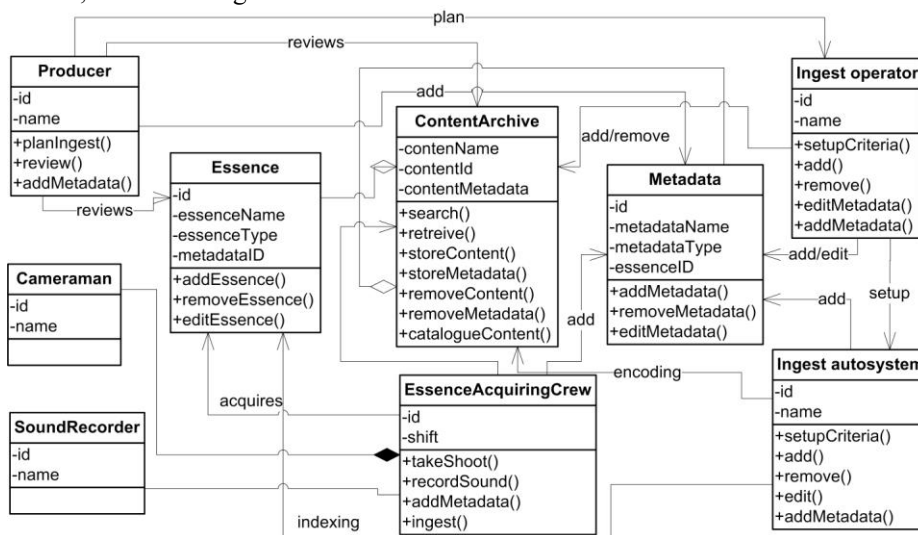 plan
reviews
Producer
-id
-name
+planIngest()
+review()
+addMetadata()
reviews
add
ContentArchive
-contenName
-contentId
-contentMetadata
+search()
+retreive()
+storeContent()
+storeMetadata()
+removeContent()
+removeMetadata()
+catalogueContent()
add/remove
Ingest operator
-id
-name
+setupCriteria()
+add()
+remove()
+editMetadata()
+addMetadata()
Essence
-id
-essenceName
-essenceType
-metadataID
+addEssence()
+removeEssence()
+editEssence()
Metadata
-id
-metadataName
-metadataType
-essenceID
+addMetadata()
+removeMetadata()
+editMetadata()
add/edit
setup
add
add
Cameraman
-id
-name
encoding
acquires
EssenceAcquiringCrew
-id
-shift
+takeShoot()
+recordSound()
+addMetadata()
+ingest()
Ingest autosystem
-id
-name
+setupCriteria()
+add()
+remove()
+edit()
+addMetadata()
SoundRecorder
-id
-name
indexing